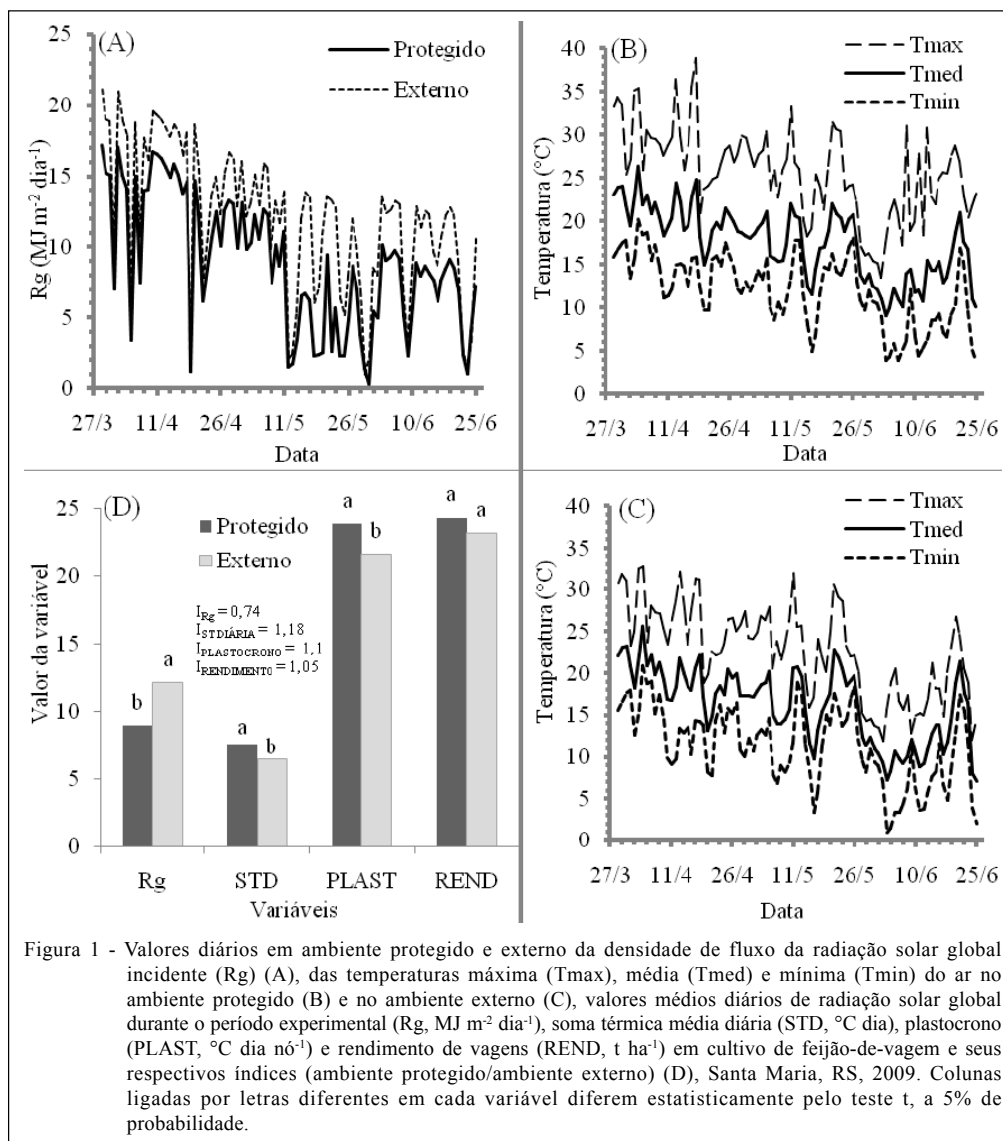 (A)
Protegido
Externo
Rg (MJ m⁻² dia⁻¹)
25
20
15
10
5
0
27/3 11/4 26/4 11/5 26/5 10/6 25/6
Data
(B)
Tmax
Tmed
Tmin
Temperatura (°C)
40
35
30
25
20
15
10
5
0
27/3 11/4 26/4 11/5 26/5 10/6 25/6
Data
(D)
Protegido
Externo
I_Rg = 0,74
I_STDIÁRIA = 1,18
I_PLASTOCRONO = 1,1
I_RENDIMENTO = 1,05
Valor da variável
25
20
15
10
5
0
b a a b a b a a
Rg STD PLAST REND
Variáveis
(C)
Tmax
Tmed
Tmin
Temperatura (°C)
40
35
30
25
20
15
10
5
0
27/3 11/4 26/4 11/5 26/5 10/6 25/6
Data
Figura 1 - Valores diários em ambiente protegido e externo da densidade de fluxo da radiação solar global
incidente (Rg) (A), das temperaturas máxima (Tmax), média (Tmed) e mínima (Tmin) do ar no
ambiente protegido (B) e no ambiente externo (C), valores médios diários de radiação solar global
durante o período experimental (Rg, MJ m⁻² dia⁻¹), soma térmica média diária (STD, °C dia), plastocrono
(PLAST, °C dia nó⁻¹) e rendimento de vagens (REND, t ha⁻¹) em cultivo de feijão-de-vagem e seus
respectivos índices (ambiente protegido/ambiente externo) (D), Santa Maria, RS, 2009. Colunas
ligadas por letras diferentes em cada variável diferem estatisticamente pelo teste t, a 5% de
probabilidade.